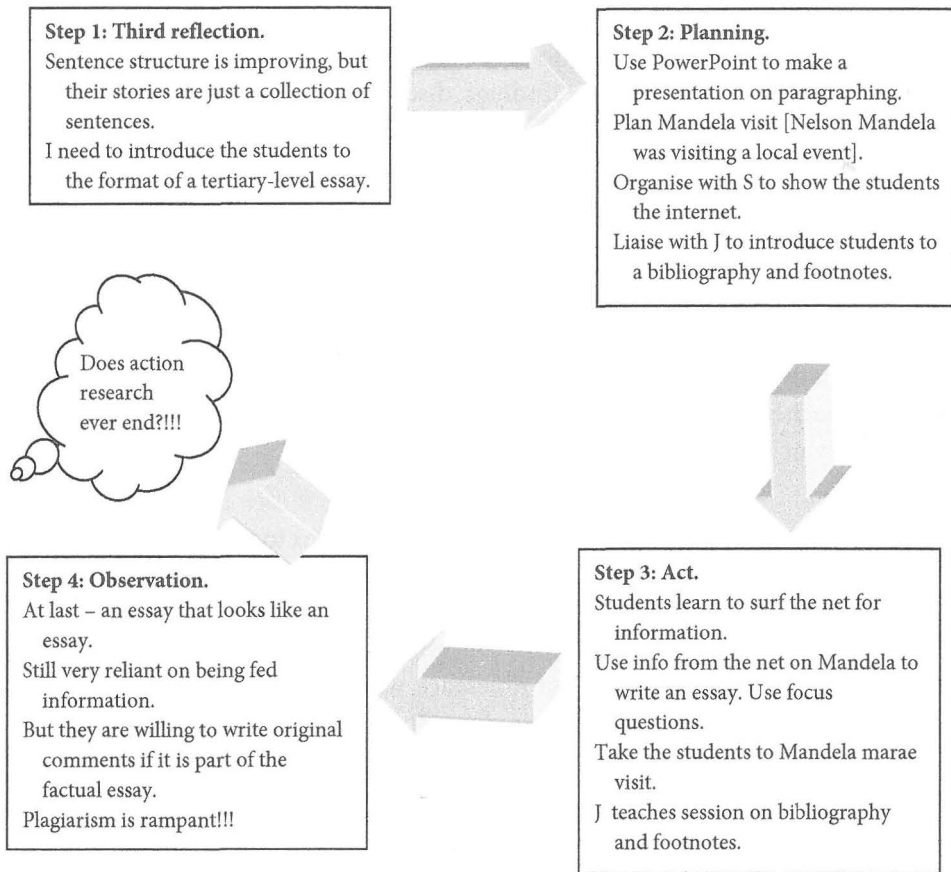 Step 1: Third reflection.
Sentence structure is improving, but
their stories are just a collection of
sentences.
I need to introduce the students to
the format of a tertiary-level essay.
Step 2: Planning.
Use PowerPoint to make a
presentation on paragraphing.
Plan Mandela visit [Nelson Mandela
was visiting a local event].
Organise with S to show the students
the internet.
Liaise with J to introduce students to
a bibliography and footnotes.
Step 3: Act.
Students learn to surf the net for
information.
Use info from the net on Mandela to
write an essay. Use focus
questions.
Take the students to Mandela marae
visit.
J teaches session on bibliography
and footnotes.
Step 4: Observation.
At last – an essay that looks like an
essay.
Still very reliant on being fed
information.
But they are willing to write original
comments if it is part of the
factual essay.
Plagiarism is rampant!!!
Does action
research
ever end?!!!